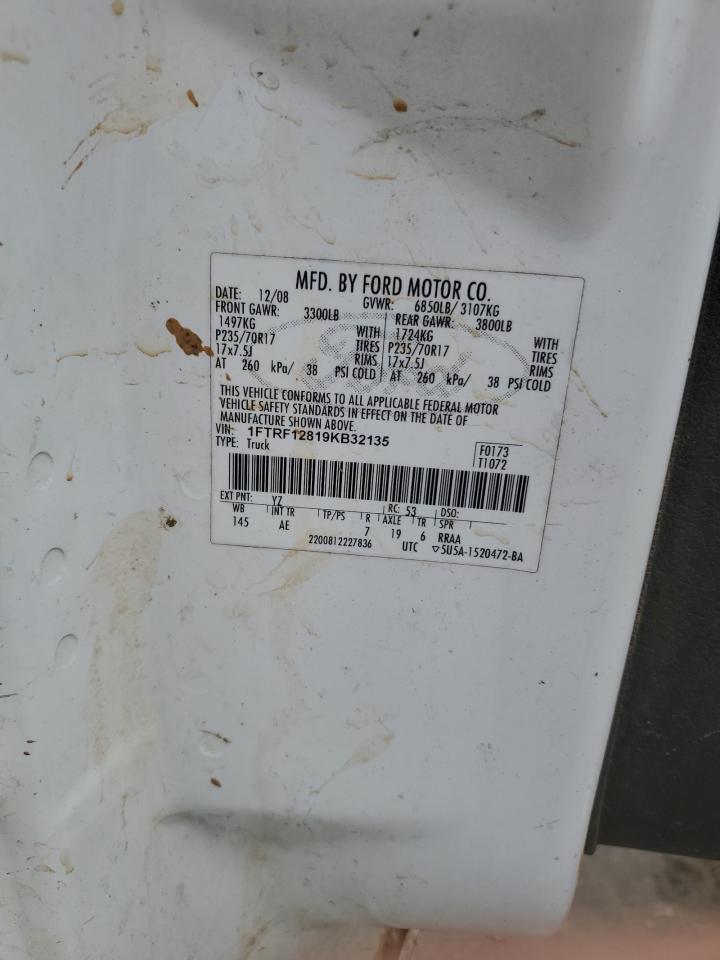 MFD. BY FORD MOTOR CO.
DATE: 12/08 GVWR: 6850LB/ 3107KG
FRONT GAWR: 3300LB REAR GAWR: 3800LB
1497KG WITH 1724KG WITH
P235/70R17 TIRES P235/70R17 TIRES
17x7.5J RIMS 17x7.5J RIMS
AT 260 kPa/ 38 PSI COLD AT 260 kPa/ 38 PSI COLD
Ford
THIS VEHICLE CONFORMS TO ALL APPLICABLE FEDERAL MOTOR
VEHICLE SAFETY STANDARDS IN EFFECT ON THE DATE OF
MANUFACTURE SHOWN ABOVE.
VIN: 1FTRF12819KB32135 F0173
TYPE: Truck T1072
EXT PNT: YZ RC: 53 DSO:
WB INT TR TP/PS R AXLE TR SPR
145 AE 7 19 6 RRAA
2200812227836 UTC ▽5U5A-1520472-BA